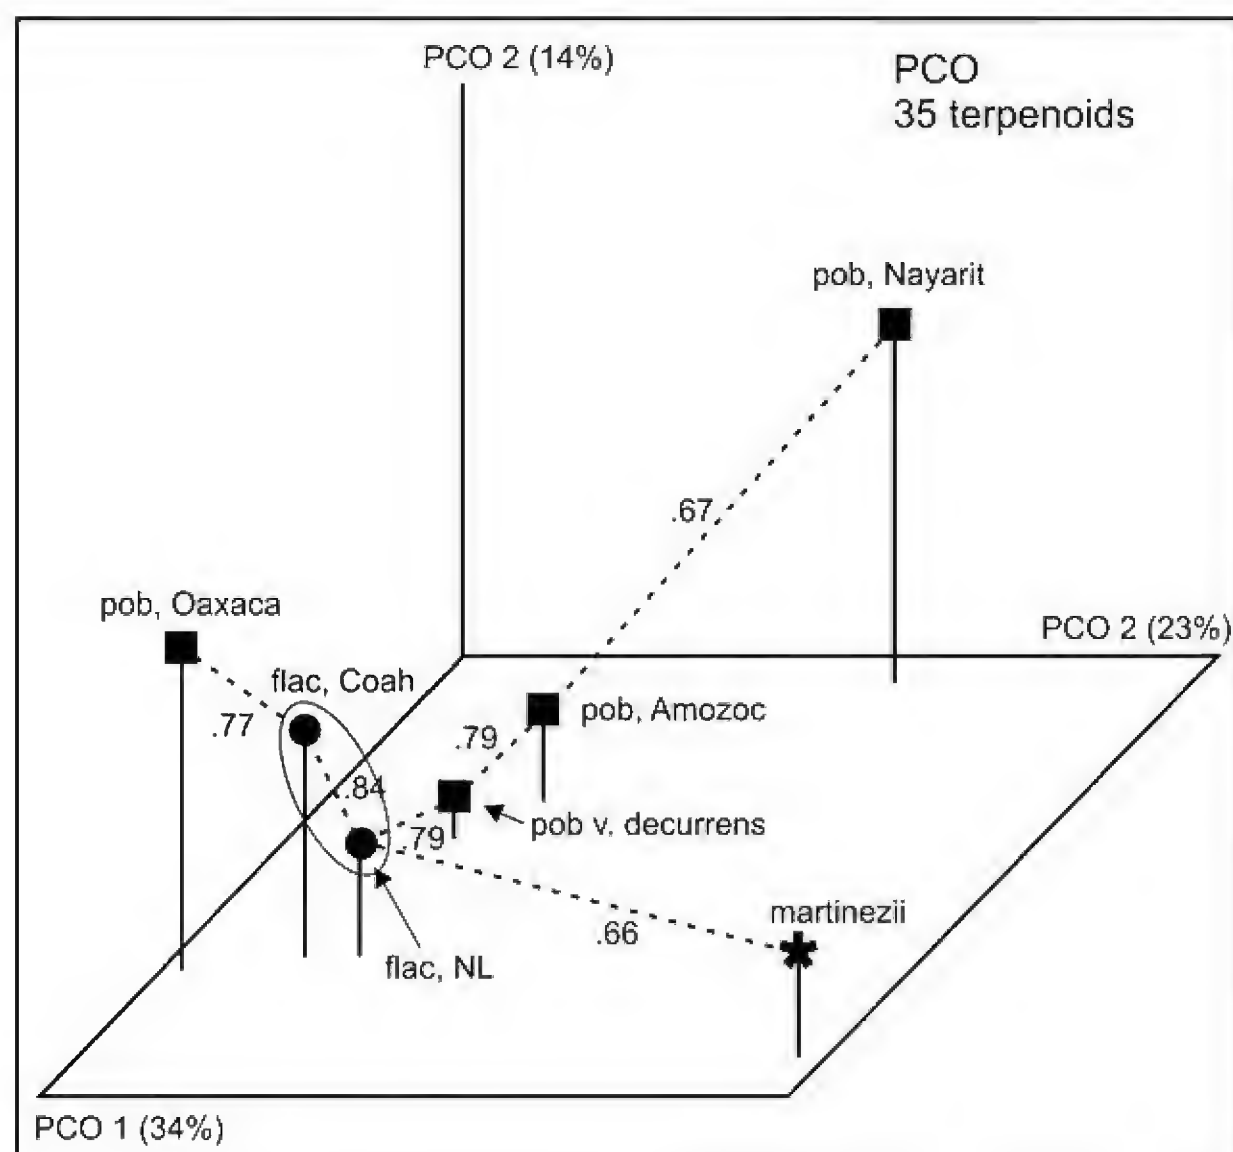 PCO 2 (14%)
PCO
35 terpenoids
pob, Nayarit
.67
pob, Oaxaca
PCO 2 (23%)
flac, Coah
.77
pob, Amozoc
.79
.84
pob v. decurrens
.79
martinezii
.66
flac, NL
PCO 1 (34%)